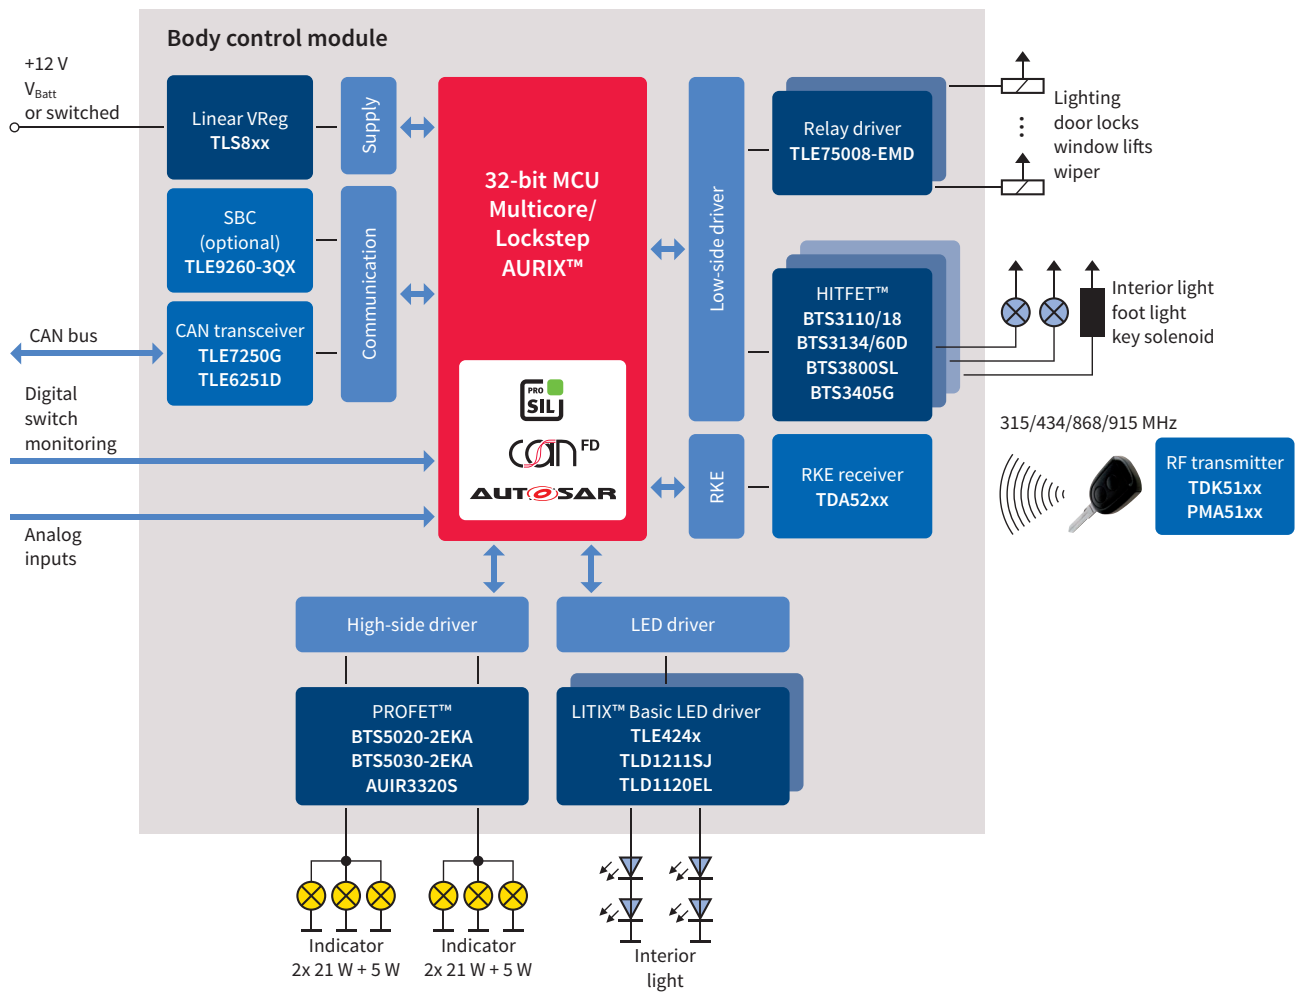 Body control module
+12 V
VBatt
or switched
Linear VReg
TLS8xx
Supply
SBC
(optional)
TLE9260-3QX
Communication
CAN transceiver
TLE7250G
TLE6251D
CAN bus
Digital
switch
monitoring
Analog
inputs
32-bit MCU
Multicore/
Lockstep
AURIX™
PRO
SIL
CAN FD
AUTOSAR
Low-side driver
Relay driver
TLE75008-EMD
Lighting
door locks
window lifts
wiper
HITFET™
BTS3110/18
BTS3134/60D
BTS3800SL
BTS3405G
Interior light
foot light
key solenoid
RKE
RKE receiver
TDA52xx
315/434/868/915 MHz
RF transmitter
TDK51xx
PMA51xx
High-side driver
LED driver
PROFET™
BTS5020-2EKA
BTS5030-2EKA
AUIR3320S
LITIX™ Basic LED driver
TLE424x
TLD1211SJ
TLD1120EL
Indicator
2x 21 W + 5 W
Indicator
2x 21 W + 5 W
Interior
light